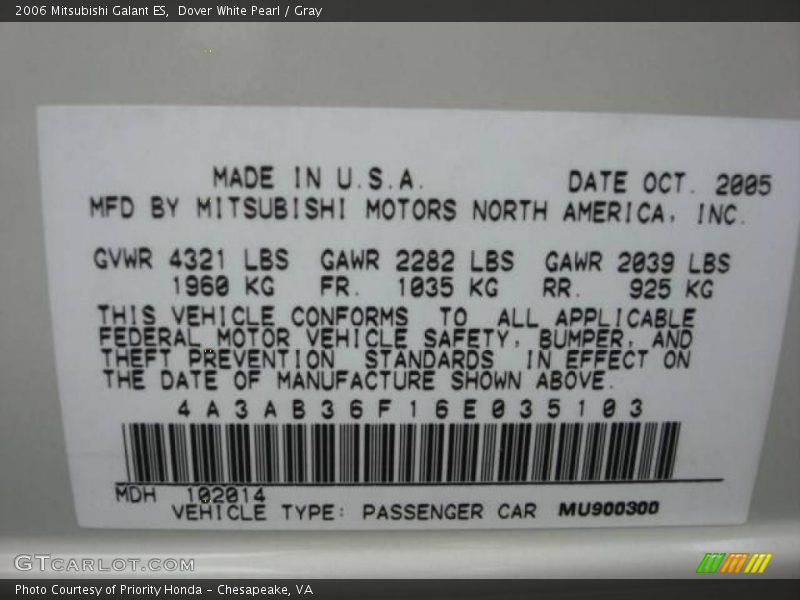 2006 Mitsubishi Galant ES,  Dover White Pearl / Gray
MADE IN U.S.A. DATE OCT. 2005
MFD BY MITSUBISHI MOTORS NORTH AMERICA, INC.
GVWR 4321 LBS GAWR 2282 LBS GAWR 2039 LBS
1960 KG FR. 1035 KG RR. 925 KG
THIS VEHICLE CONFORMS TO ALL APPLICABLE
FEDERAL MOTOR VEHICLE SAFETY, BUMPER, AND
THEFT PREVENTION STANDARDS IN EFFECT ON
THE DATE OF MANUFACTURE SHOWN ABOVE.
4A3AB36F16E035103
MDH 102014
VEHICLE TYPE: PASSENGER CAR MU900300
GTCARLOT.COM
Photo Courtesy of Priority Honda - Chesapeake, VA